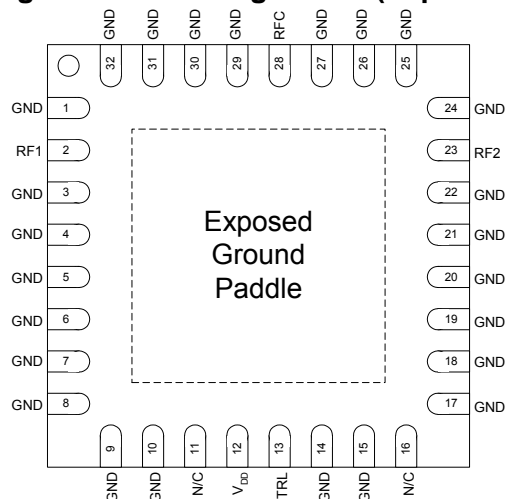 GND GND GND GND RFC GND GND GND
32 31 30 29 28 27 26 25
GND 1 24 GND
RF1 2 23 RF2
GND 3 22 GND
GND 4 21 GND
GND 5 20 GND
GND 6 19 GND
GND 7 18 GND
GND 8 17 GND
Exposed
Ground
Paddle
9 10 11 12 13 14 15 16
GND GND N/C VDD TRL GND GND N/C